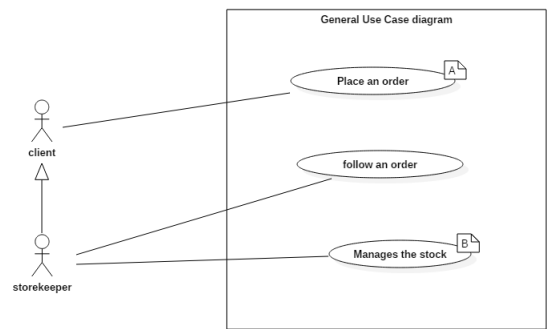 General Use Case diagram
A
Place an order
client
follow an order
B
Manages the stock
storekeeper